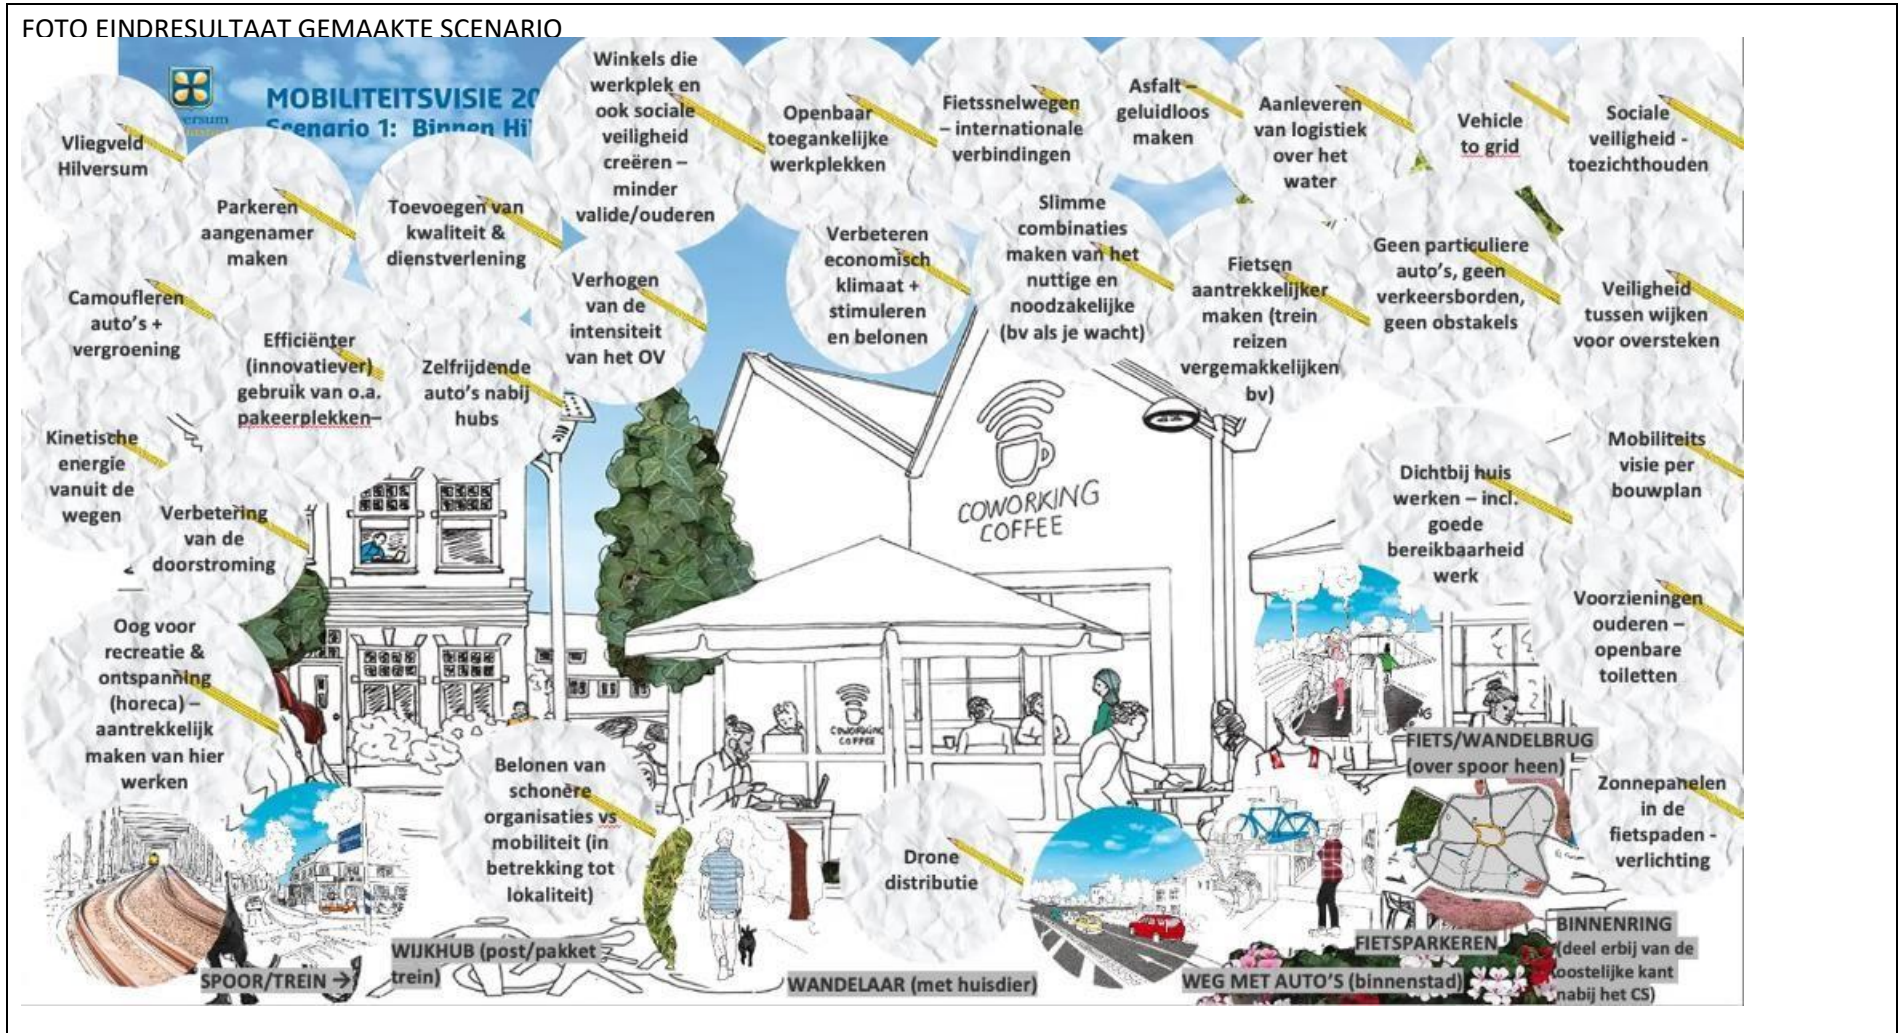 FOTO EINDRESULTAAT GEMAAKTE SCENARIO
MOBILITEITSVISIE 20
Scenario 1: Binnen Hi
Vliegveld
Hilversum
Parkeren
aangenamer
maken
Toevoegen van
kwaliteit &
dienstverlening
Winkels die
werkplek en
ook sociale
veiligheid
creëren –
minder
valide/ouderen
Openbaar
toegankelijke
werkplekken
Fietssnelwegen
– internationale
verbindingen
Asfalt –
geluidloos
maken
Aanleveren
van logistiek
over het
water
Vehicle
to grid
Sociale
veiligheid -
toezichthouden
Camoufleren
auto's +
vergroening
Efficiënter
(innovatiever)
gebruik van o.a.
pakeerplekken–
Zelfrijdende
auto's nabij
hubs
Verhogen
van de
intensiteit
van het OV
Verbeteren
economisch
klimaat +
stimuleren
en belonen
Slimme
combinaties
maken van het
nuttige en
noodzakelijke
(bv als je wacht)
Fietsen
aantrekkelijker
maken (trein
reizen
vergemakkelijken
bv)
Geen particuliere
auto's, geen
verkeersborden,
geen obstakels
Veiligheid
tussen wijken
voor oversteken
Kinetische
energie
vanuit de
wegen
Verbetering
van de
doorstroming
COWORKING
COFFEE
Dichtbij huis
werken – incl.
goede
bereikbaarheid
werk
Mobiliteits
visie per
bouwplan
Voorzieningen
ouderen –
openbare
toiletten
Oog voor
recreatie &
ontspanning
(horeca) –
aantrekkelijk
maken van hier
werken
COWORKING
COFFEE
Belonen van
schonere
organisaties vs
mobiliteit (in
betrekking tot
lokaliteit)
Drone
distributie
FIETS/WANDELBRUG
(over spoor heen)
Zonnepanelen
in de
fietspaden -
verlichting
SPOOR/TREIN →
WIJKHUB (post/pakket
trein)
WANDELAAR (met huisdier)
WEG MET AUTO'S (binnenstad)
FIETSPARKEREN
BINNENRING
(deel erbij van de
oostelijke kant
nabij het CS)